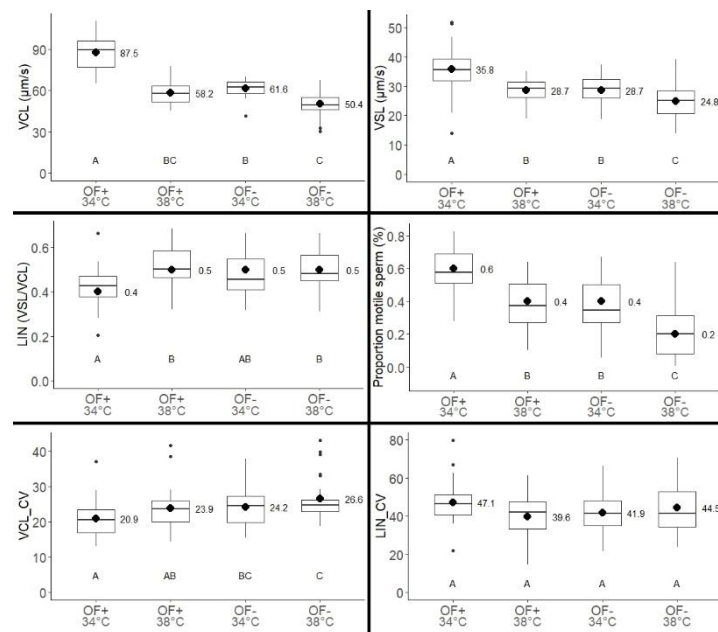 VCL (µm/s)
90
60
30
0
87.5
58.2
61.6
50.4
A
BC
B
C
OF+
34°C
OF+
38°C
OF-
34°C
OF-
38°C
VSL (µm/s)
50
40
30
20
10
0
35.8
28.7
28.7
24.8
A
B
B
C
OF+
34°C
OF+
38°C
OF-
34°C
OF-
38°C
LIN (VSL/VCL)
0.6
0.4
0.2
0.0
0.4
0.5
0.5
0.5
A
B
AB
B
OF+
34°C
OF+
38°C
OF-
34°C
OF-
38°C
Proportion motile sperm (%)
0.8
0.6
0.4
0.2
0.0
0.6
0.4
0.4
0.2
A
B
B
C
OF+
34°C
OF+
38°C
OF-
34°C
OF-
38°C
VCL_CV
40
30
20
10
0
20.9
23.9
24.2
26.6
A
AB
BC
C
OF+
34°C
OF+
38°C
OF-
34°C
OF-
38°C
LIN_CV
80
60
40
20
0
47.1
39.6
41.9
44.5
A
A
A
A
OF+
34°C
OF+
38°C
OF-
34°C
OF-
38°C